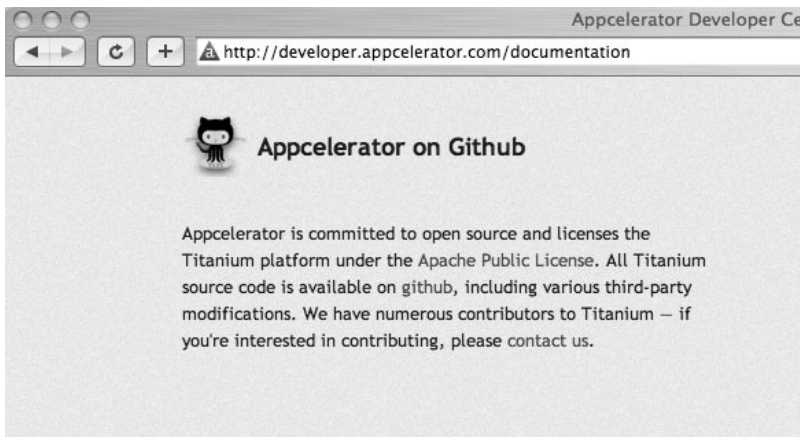 Appcelerator Developer Ce
http://developer.appcelerator.com/documentation
Appcelerator on Github
Appcelerator is committed to open source and licenses the
Titanium platform under the Apache Public License. All Titanium
source code is available on github, including various third-party
modifications. We have numerous contributors to Titanium — if
you're interested in contributing, please contact us.